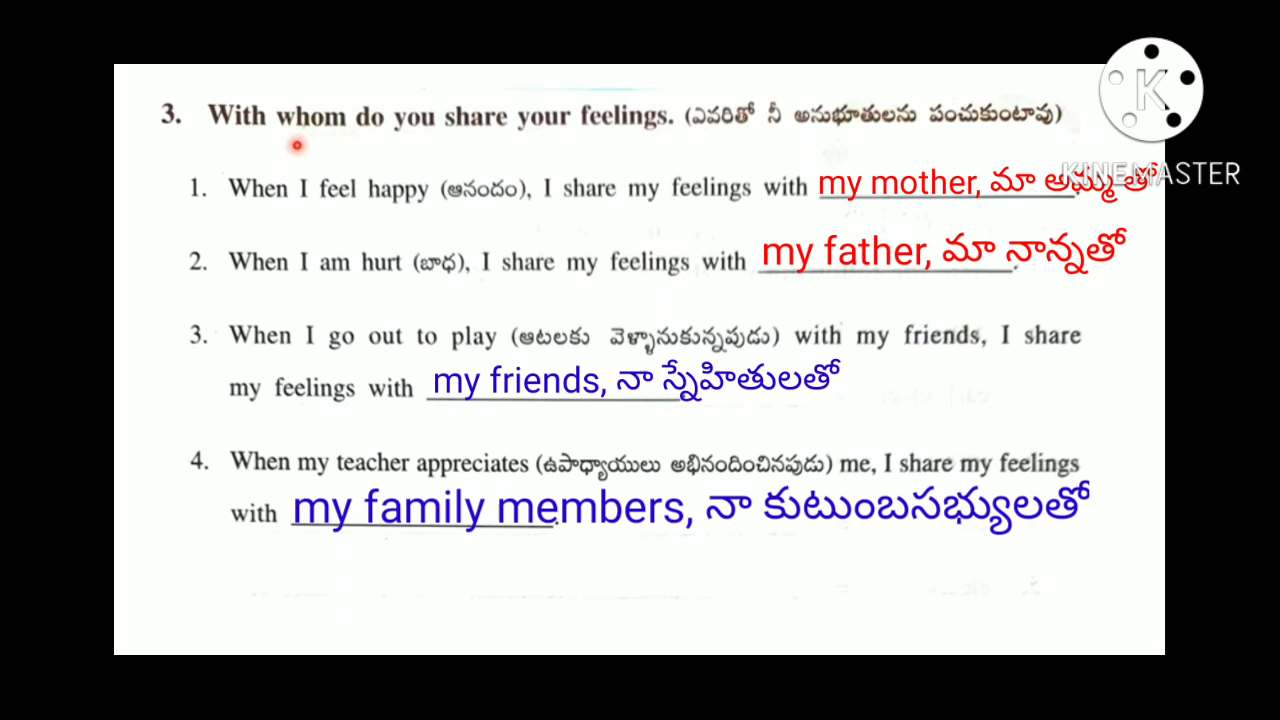 3. With whom do you share your feelings. (ఎవరితో నీ అనుభూతులను పంచుకుంటావు)
K
KINEMASTER
1. When I feel happy (ఆనందం), I share my feelings with my mother, మా అమ్మతో
2. When I am hurt (బాధ), I share my feelings with my father, మా నాన్నతో.
3. When I go out to play (ఆటలకు వెళ్ళానుకున్నపుడు) with my friends, I share
my feelings with my friends, నా స్నేహితులతో
4. When my teacher appreciates (ఉపాధ్యాయులు అభినందించినపుడు) me, I share my feelings
with my family members, నా కుటుంబసభ్యులతో